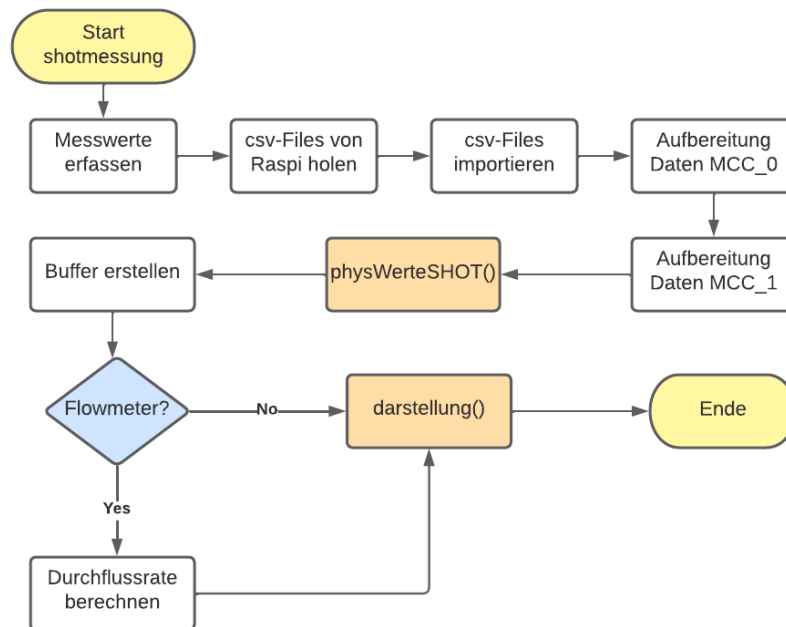 Start
shotmessung
Messwerte
erfassen
csv-Files von
Raspi holen
csv-Files
importieren
Aufbereitung
Daten MCC_0
Buffer erstellen
physWerteSHOT()
Aufbereitung
Daten MCC_1
Flowmeter?
No
darstellung()
Ende
Yes
Durchflussrate
berechnen